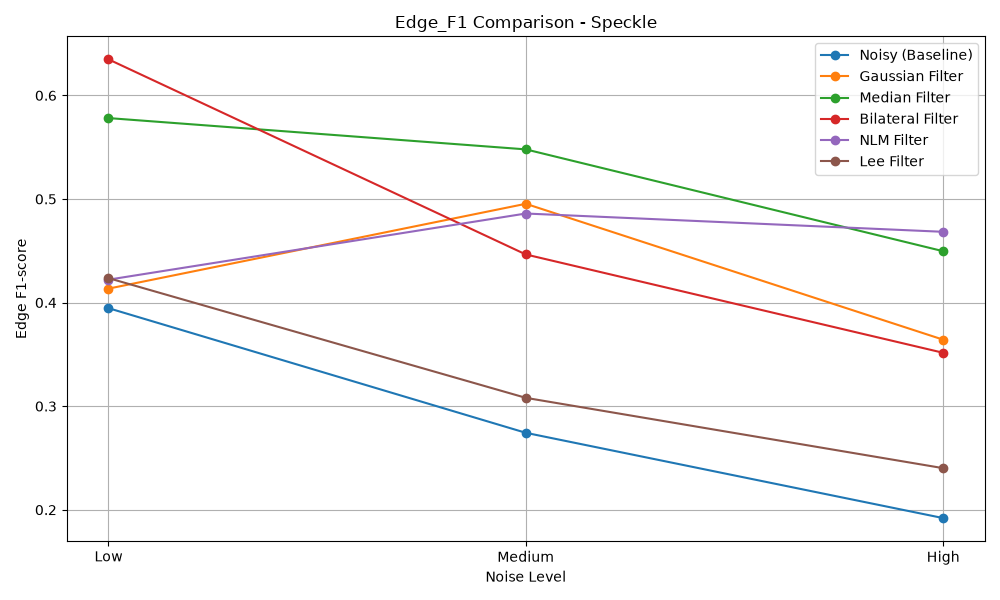 Edge_F1 Comparison - Speckle
Noisy (Baseline)
Gaussian Filter
Median Filter
Bilateral Filter
NLM Filter
Lee Filter
Edge F1-score
0.6
0.5
0.4
0.3
0.2
Low
Medium
High
Noise Level